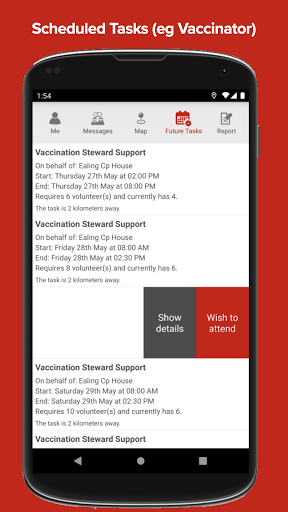 Scheduled Tasks (eg Vaccinator)
1:54
Me
Messages
Map
Future Tasks
Report
Vaccination Steward Support
On behalf of: Ealing Cp House
Start: Thursday 27th May at 02:00 PM
End: Thursday 27th May at 08:00 PM
Requires 6 volunteer(s) and currently has 4.
The task is 2 kilometers away.
Vaccination Steward Support
On behalf of: Ealing Cp House
Start: Friday 28th May at 08:00 AM
End: Friday 28th May at 02:30 PM
Requires 8 volunteer(s) and currently has 6.
The task is 2 kilometers away.
Show
details
Wish to
attend
Vaccination Steward Support
On behalf of: Ealing Cp House
Start: Saturday 29th May at 08:00 AM
End: Saturday 29th May at 02:30 PM
Requires 10 volunteer(s) and currently has 6.
The task is 2 kilometers away.
Vaccination Steward Support